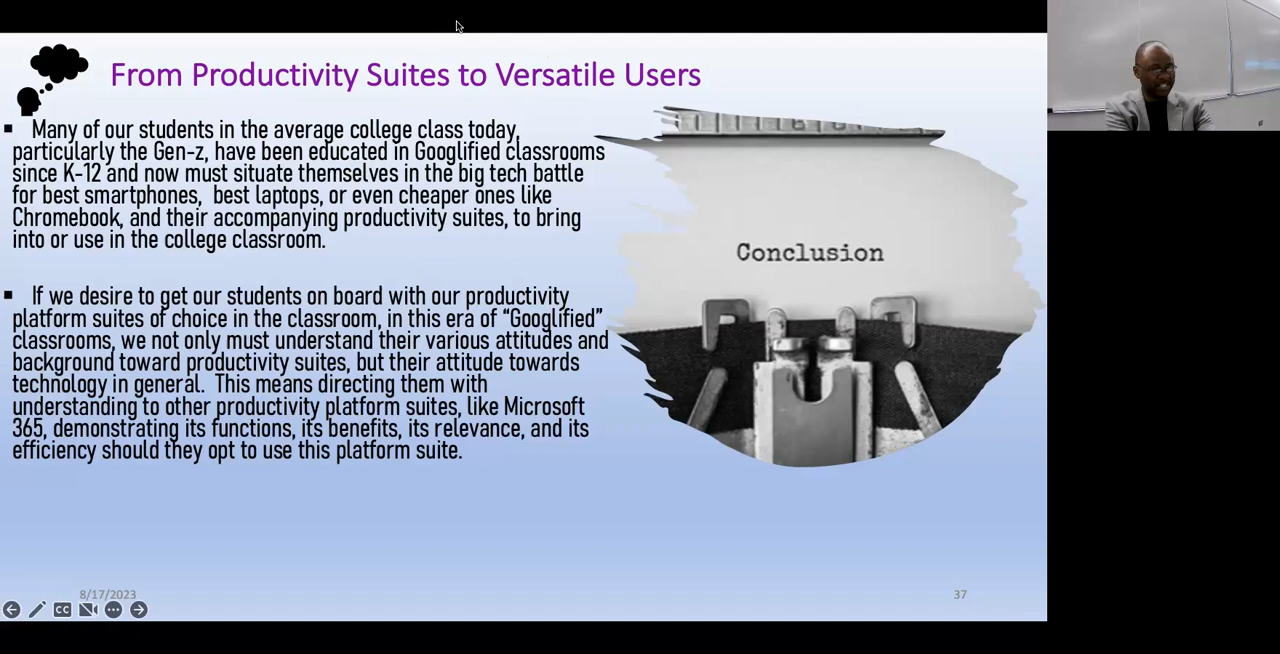 From Productivity Suites to Versatile Users
▪ Many of our students in the average college class today,
particularly the Gen-z, have been educated in Googlified classrooms
since K-12 and now must situate themselves in the big tech battle
for best smartphones, best laptops, or even cheaper ones like
Chromebook, and their accompanying productivity suites, to bring
into or use in the college classroom.
▪ If we desire to get our students on board with our productivity
platform suites of choice in the classroom, in this era of “Googlified”
classrooms, we not only must understand their various attitudes and
background toward productivity suites, but their attitude towards
technology in general. This means directing them with
understanding to other productivity platform suites, like Microsoft
365, demonstrating its functions, its benefits, its relevance, and its
efficiency should they opt to use this platform suite.
Conclusion
8/17/2023
37
CC